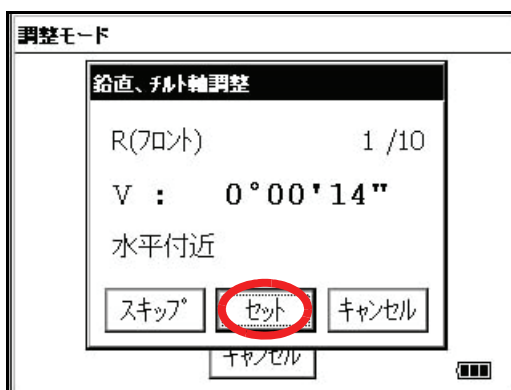 調整モード
鉛直、ﾁﾙﾄ軸調整
R(ﾌﾛﾝﾄ) 1 /10
V : 0°00'14"
水平付近
ｽｷｯﾌﾟ ｾｯﾄ ｷｬﾝｾﾙ
ｷｬﾝｾﾙ